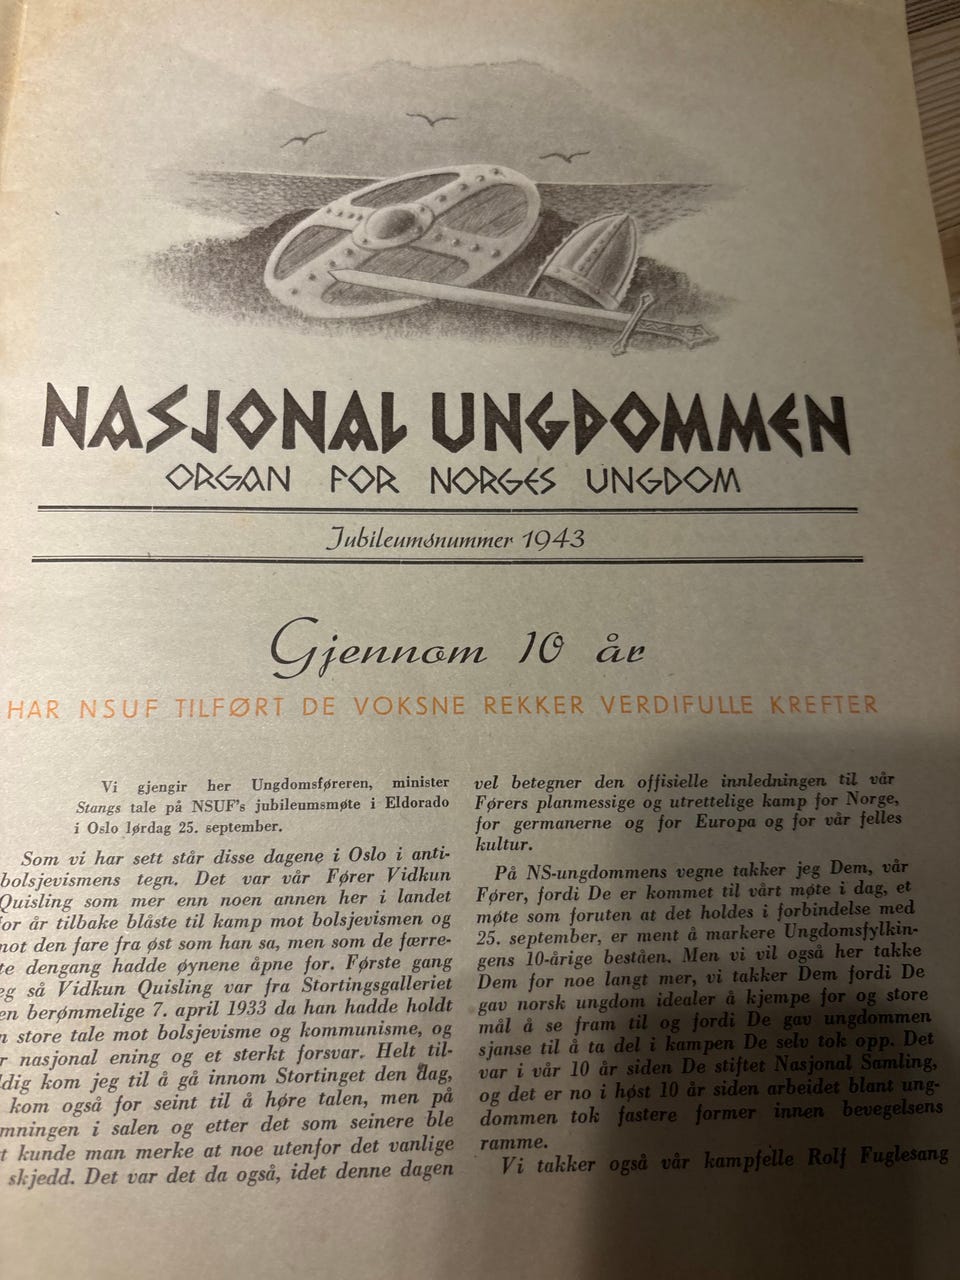 NASJONAL UNGDOMMEN
ORGAN FOR NORGES UNGDOM
Jubileumsnummer 1943
Gjennom 10 år
HAR NSUF TILFØRT DE VOKSNE REKKER VERDIFULLE KREFTER
Vi gjengir her Ungdomsføreren, minister
Stangs tale på NSUF's jubileumsmøte i Eldorado
i Oslo lørdag 25. september.
Som vi har sett står disse dagene i Oslo i anti-
bolsjevismens tegn. Det var vår Fører Vidkun
Quisling som mer enn noen annen her i landet
for år tilbake blåste til kamp mot bolsjevismen og
mot den fare fra øst som han sa, men som de færre-
te dengang hadde øynene åpne for. Første gang
eg så Vidkun Quisling var fra Stortingsgalleriet
en berømmelige 7. april 1933 da han hadde holdt
n store tale mot bolsjevisme og kommunisme, og
r nasjonal ening og et sterkt forsvar. Helt til-
ldig kom jeg til å gå innom Stortinget den dag,
kom også for seint til å høre talen, men på
mningen i salen og etter det som seinere ble
t kunde man merke at noe utenfor det vanlige
skjedd. Det var det da også, idet denne dagen
vel betegner den offisielle innledningen til vår
Førers planmessige og utrettelige kamp for Norge,
for germanerne og for Europa og for vår felles
kultur.
På NS-ungdommens vegne takker jeg Dem, vår
Fører, fordi De er kommet til vårt møte i dag, et
møte som foruten at det holdes i forbindelse med
25. september, er ment å markere Ungdomsfylkin-
gens 10-årige beståen. Men vi vil også her takke
Dem for noe langt mer, vi takker Dem fordi De
gav norsk ungdom idealer å kjempe for og store
mål å se fram til og fordi De gav ungdommen
sjanse til å ta del i kampen De selv tok opp. Det
var i vår 10 år siden De stiftet Nasjonal Samling,
og det er no i høst 10 år siden arbeidet blant ung-
dommen tok fastere former innen bevegelsens
ramme.
Vi takker også vår kampfelle Rolf Fuglesang